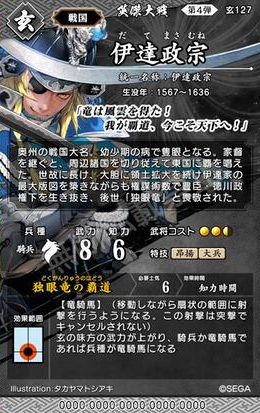 玄
戦国
英傑大戦
第4弾
玄127
だて まさむね
伊達政宗
統一名称：伊達政宗
生没年：1567〜1636
「竜は風雲を得た！
我が覇道、今こそ天下へ！」
奥州の戦国大名。幼少期の病で隻眼となる。家督
を継ぐと、周辺諸国を切り従えて東国に覇を唱え
た。世故に長け、大胆に領土拡大を続け伊達家の
最大版図を築きながらも権謀術数で豊臣・徳川政
権下を生き抜き、後世「独眼竜」と畏敬された。
兵種 武力 知力 武将コスト
騎兵 8 6 特技 昂揚 大兵
どくがんりゅうのはどう 必要士気 効果時間
独眼竜の覇道 6 知力時間
効果範囲
【竜騎馬】（移動しながら扇状の範囲に射
撃を行うようになる。この射撃は突撃で
キャンセルされない）
玄の味方の武力が上がり、騎兵か竜騎馬で
あれば兵種が竜騎馬になる
Illustration:タカヤマトシアキ ©SEGA
0000-0000-0000-0000-0000